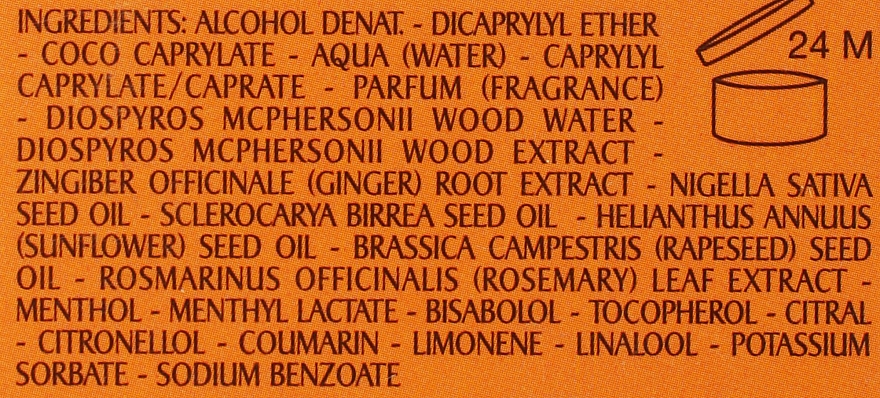 INGREDIENTS: ALCOHOL DENAT. - DICAPRYLYL ETHER
- COCO CAPRYLATE - AQUA (WATER) - CAPRYLYL
CAPRYLATE/CAPRATE - PARFUM (FRAGRANCE)
- DIOSPYROS MCPHERSONII WOOD WATER -
DIOSPYROS MCPHERSONII WOOD EXTRACT -
ZINGIBER OFFICINALE (GINGER) ROOT EXTRACT - NIGELLA SATIVA
SEED OIL - SCLEROCARYA BIRREA SEED OIL - HELIANTHUS ANNUUS
(SUNFLOWER) SEED OIL - BRASSICA CAMPESTRIS (RAPESEED) SEED
OIL - ROSMARINUS OFFICINALIS (ROSEMARY) LEAF EXTRACT -
MENTHOL - MENTHYL LACTATE - BISABOLOL - TOCOPHEROL - CITRAL
- CITRONELLOL - COUMARIN - LIMONENE - LINALOOL - POTASSIUM
SORBATE - SODIUM BENZOATE
24 M